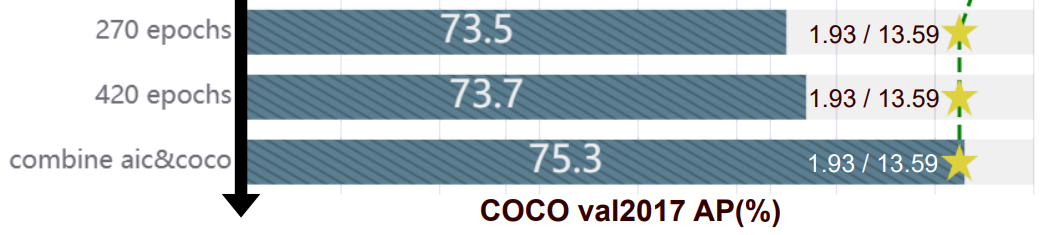 270 epochs 73.5 1.93 / 13.59
420 epochs 73.7 1.93 / 13.59
combine aic&coco 75.3 1.93 / 13.59
COCO val2017 AP(%)